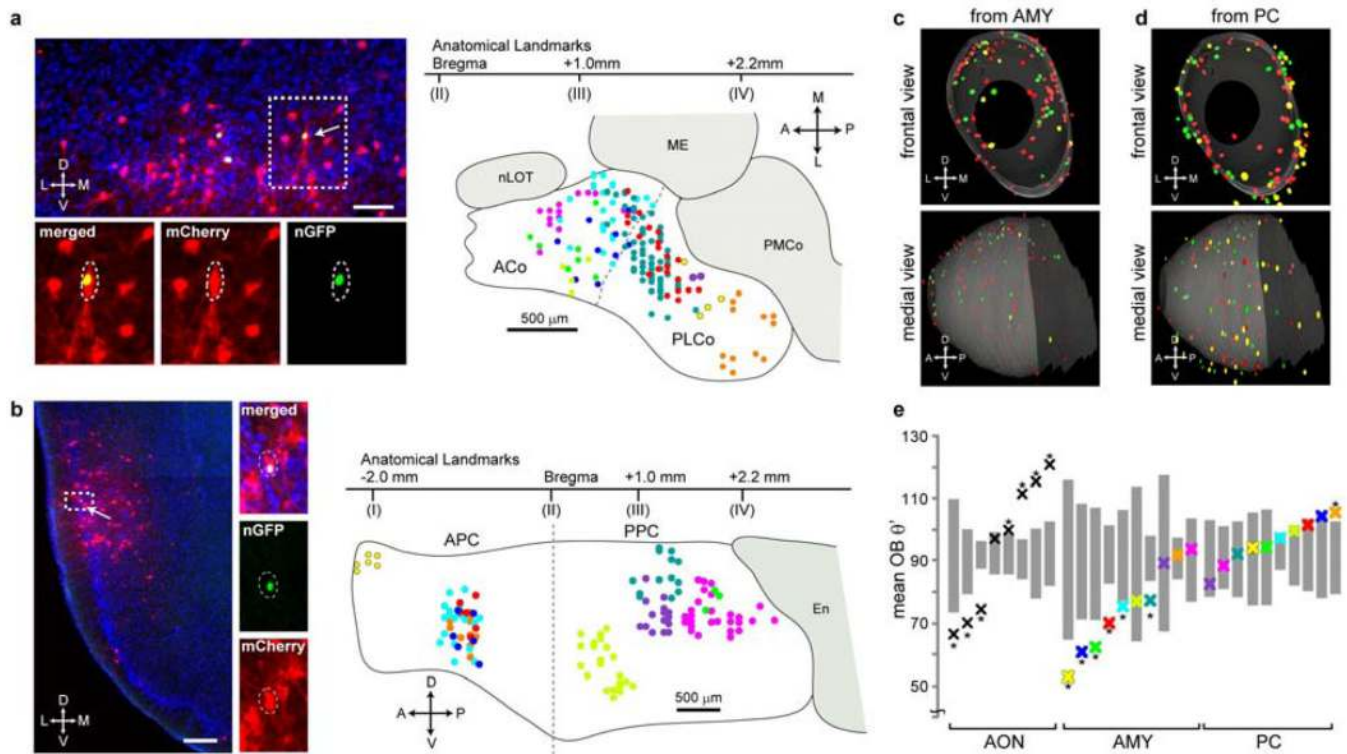 a
Anatomical Landmarks
Bregma +1.0mm +2.2mm
(II) (III) (IV)
M
A P
L
ME
nLOT
PMCo
ACo
PLCo
500 μm
D
L M
V
merged mCherry nGFP
b
merged
nGFP
mCherry
D
L M
V
Anatomical Landmarks
-2.0 mm Bregma +1.0 mm +2.2 mm
(I) (II) (III) (IV)
APC PPC
En
500 μm
D
A P
V
c d
from AMY from PC
frontal view frontal view
D D
L M L M
V V
medial view medial view
D D
A P A P
V V
e
mean OB θ'
130
110
90
70
50
* * * * * * * * * * * * * *
AON AMY PC